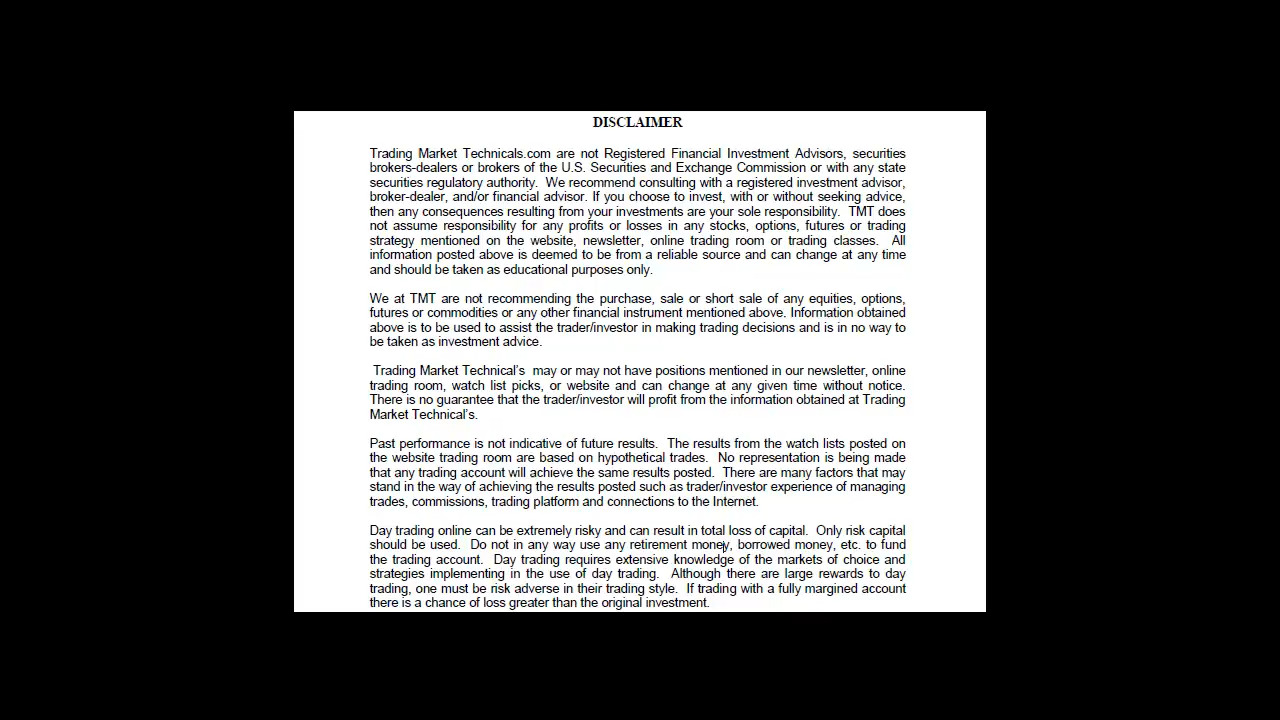 DISCLAIMER
Trading Market Technicals.com are not Registered Financial Investment Advisors, securities
brokers-dealers or brokers of the U.S. Securities and Exchange Commission or with any state
securities regulatory authority.  We recommend consulting with a registered investment advisor,
broker-dealer, and/or financial advisor. If you choose to invest, with or without seeking advice,
then any consequences resulting from your investments are your sole responsibility.  TMT does
not assume responsibility for any profits or losses in any stocks, options, futures or trading
strategy mentioned on the website, newsletter, online trading room or trading classes.  All
information posted above is deemed to be from a reliable source and can change at any time
and should be taken as educational purposes only.
We at TMT are not recommending the purchase, sale or short sale of any equities, options,
futures or commodities or any other financial instrument mentioned above. Information obtained
above is to be used to assist the trader/investor in making trading decisions and is in no way to
be taken as investment advice.
Trading Market Technical's  may or may not have positions mentioned in our newsletter, online
trading room, watch list picks, or website and can change at any given time without notice.
There is no guarantee that the trader/investor will profit from the information obtained at Trading
Market Technical's.
Past performance is not indicative of future results.  The results from the watch lists posted on
the website trading room are based on hypothetical trades.  No representation is being made
that any trading account will achieve the same results posted.  There are many factors that may
stand in the way of achieving the results posted such as trader/investor experience of managing
trades, commissions, trading platform and connections to the Internet.
Day trading online can be extremely risky and can result in total loss of capital.  Only risk capital
should be used.  Do not in any way use any retirement money, borrowed money, etc. to fund
the trading account.  Day trading requires extensive knowledge of the markets of choice and
strategies implementing in the use of day trading.  Although there are large rewards to day
trading, one must be risk adverse in their trading style.  If trading with a fully margined account
there is a chance of loss greater than the original investment.